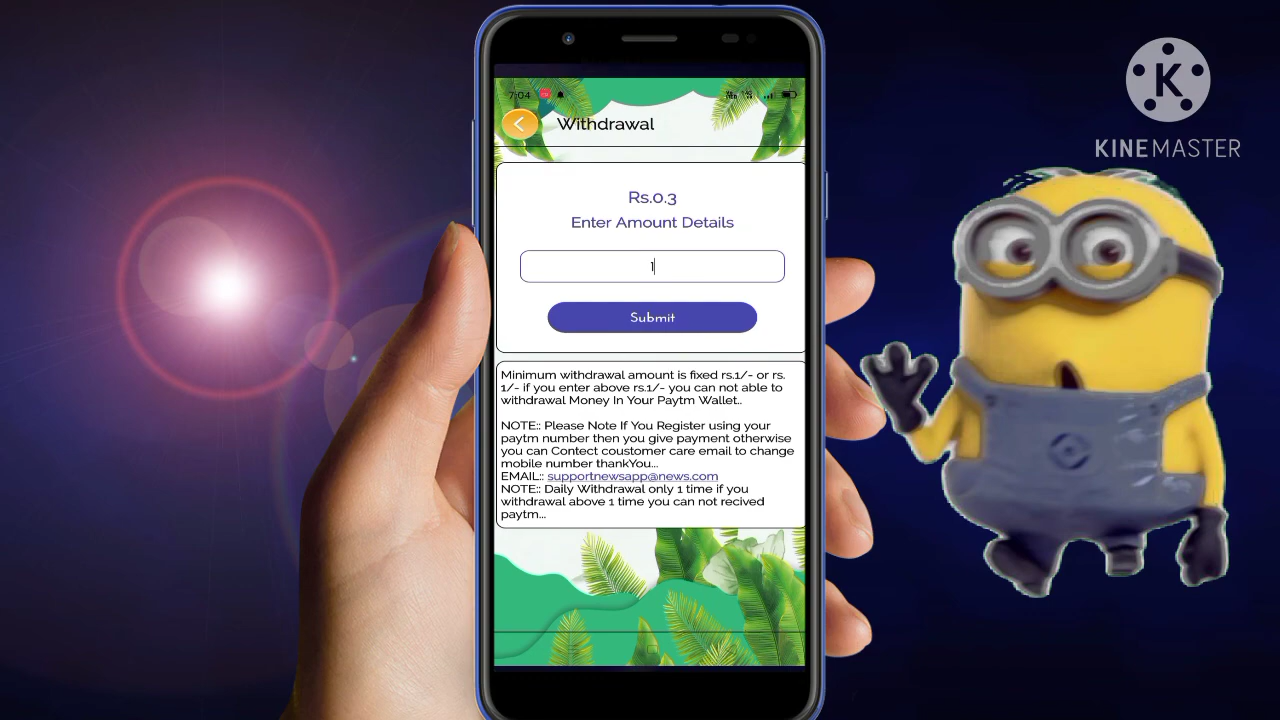 KINEMASTER
7:04
Withdrawal
Rs.0.3
Enter Amount Details
1
Submit
Minimum withdrawal amount is fixed rs.1/- or rs.
1/- if you enter above rs.1/- you can not able to
withdrawal Money In Your Paytm Wallet..
NOTE:: Please Note If You Register using your
paytm number then you give payment otherwise
you can Contect coustomer care email to change
mobile number thankYou...
EMAIL:: supportnewsapp@news.com
NOTE:: Daily Withdrawal only 1 time if you
withdrawal above 1 time you can not recived
paytm...